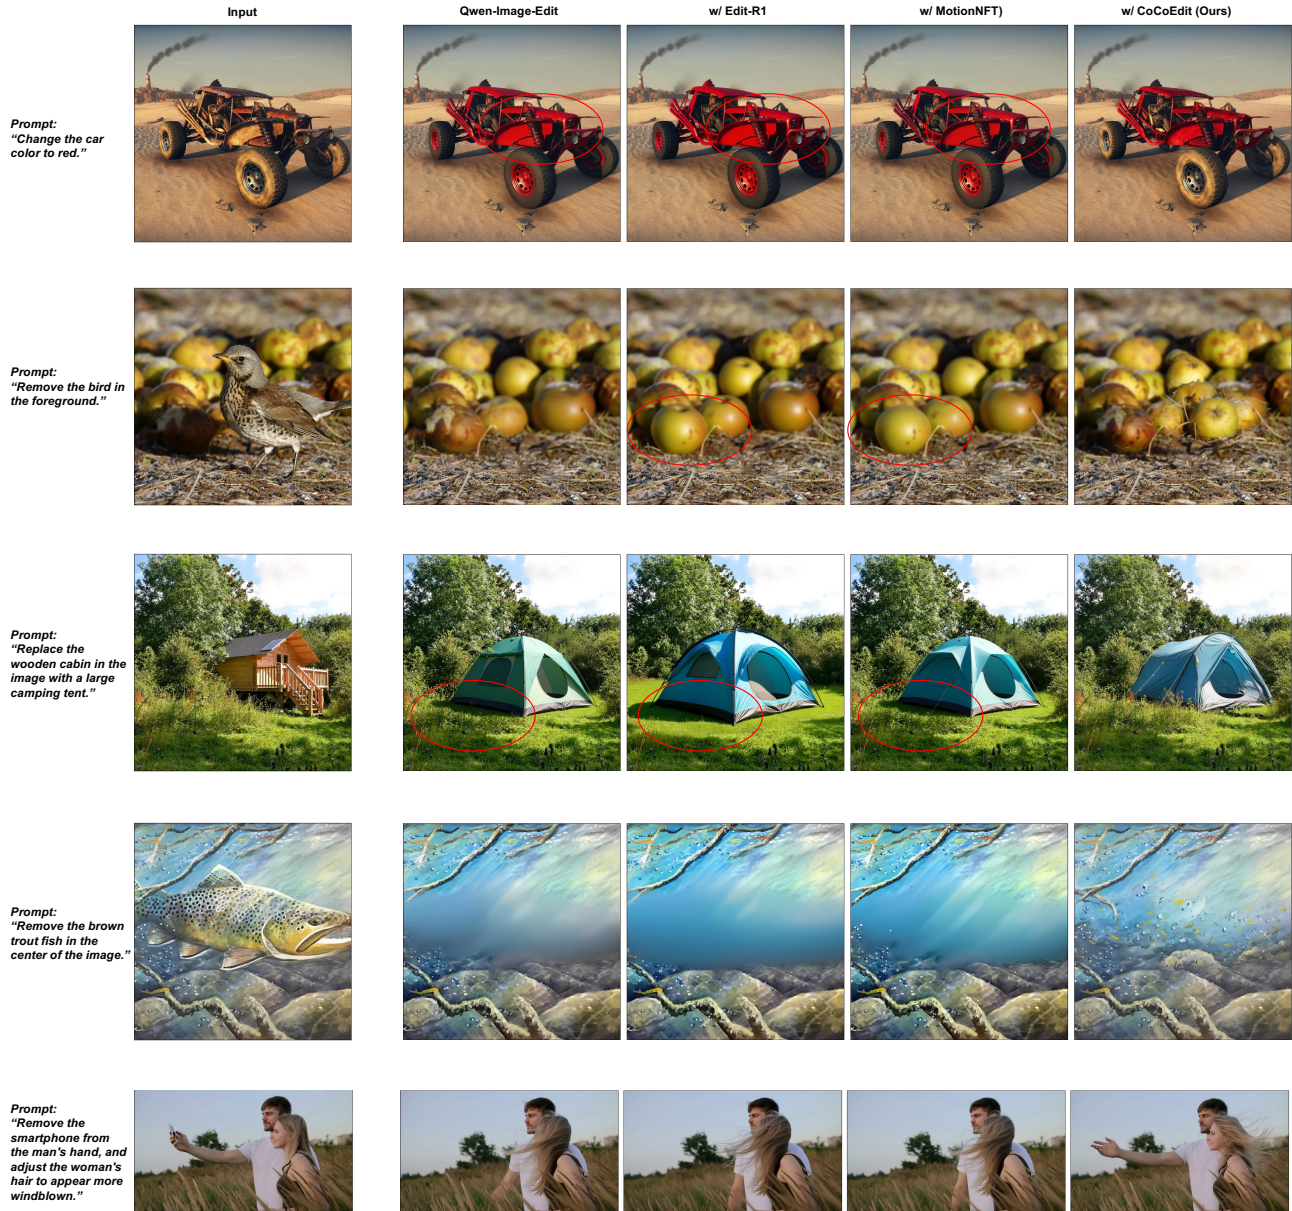 Input
Qwen-Image-Edit
w/ Edit-R1
w/ MotionNFT)
w/ CoCoEdit (Ours)
Prompt:
“Change the car
color to red.”
Prompt:
“Remove the bird in
the foreground.”
Prompt:
“Replace the
wooden cabin in the
image with a large
camping tent.”
Prompt:
“Remove the brown
trout fish in the
center of the image.”
Prompt:
“Remove the
smartphone from
the man's hand, and
adjust the woman's
hair to appear more
windblown.”